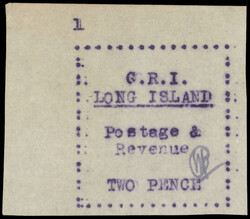 1
G.R.I.
LONG ISLAND
Postage &
Revenue
TWO PENCE